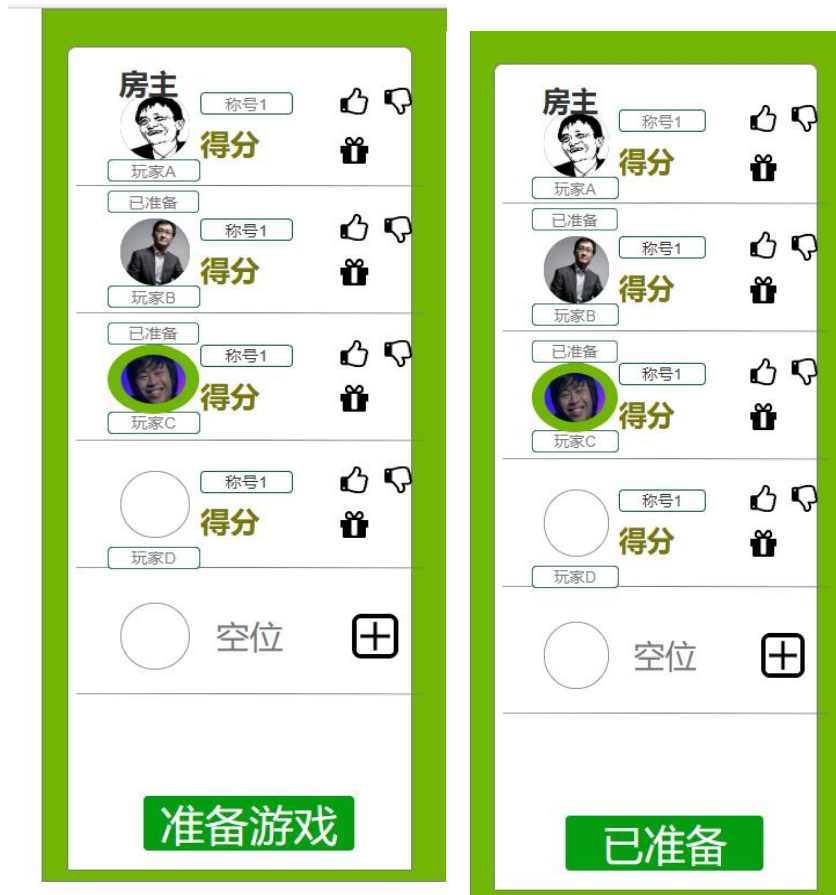 房主
称号1
得分
玩家A
已准备
称号1
得分
玩家B
已准备
称号1
得分
玩家C
称号1
得分
玩家D
空位
准备游戏
房主
称号1
得分
玩家A
已准备
称号1
得分
玩家B
已准备
称号1
得分
玩家C
称号1
得分
玩家D
空位
已准备